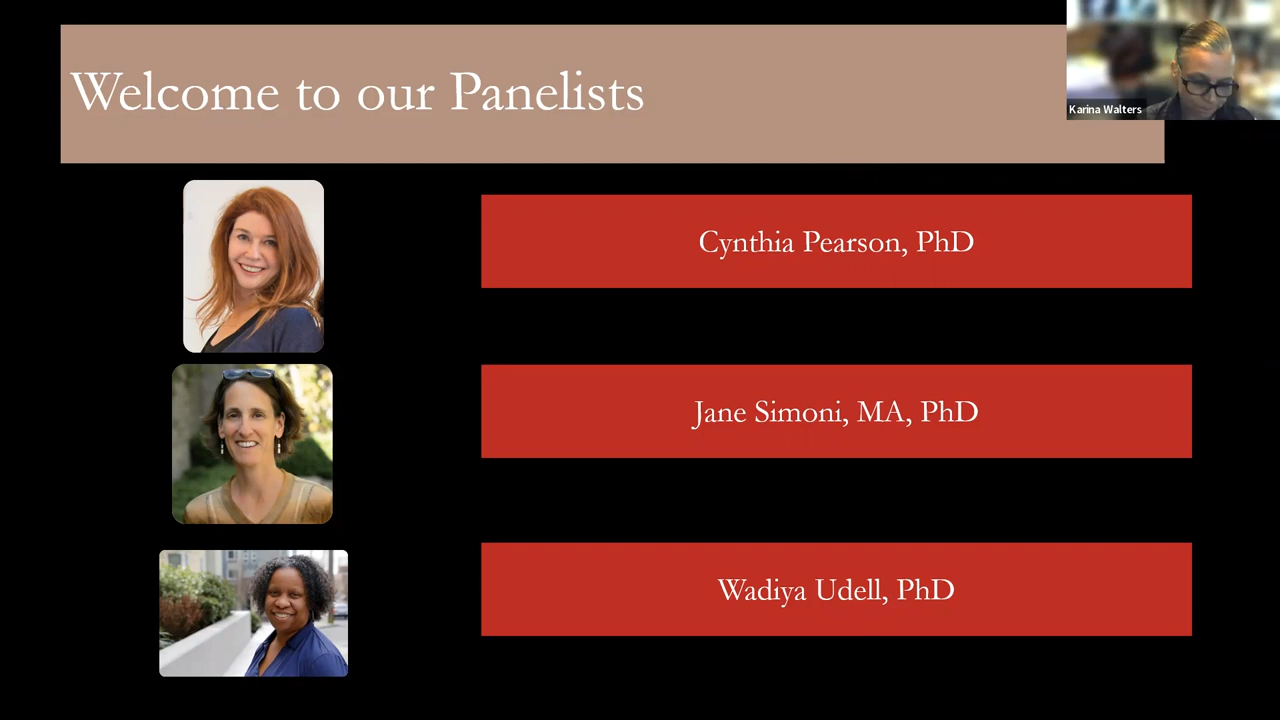 Welcome to our Panelists
Karina Walters
Cynthia Pearson, PhD
Jane Simoni, MA, PhD
Wadiya Udell, PhD